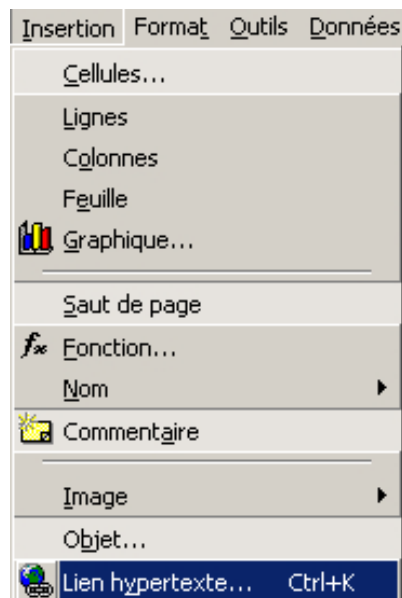 Insertion Format Outils Données
Cellules...
Lignes
Colonnes
Feuille
Graphique...
Saut de page
fx Fonction...
Nom
Commentaire
Image
Objet...
Lien hypertexte... Ctrl+K